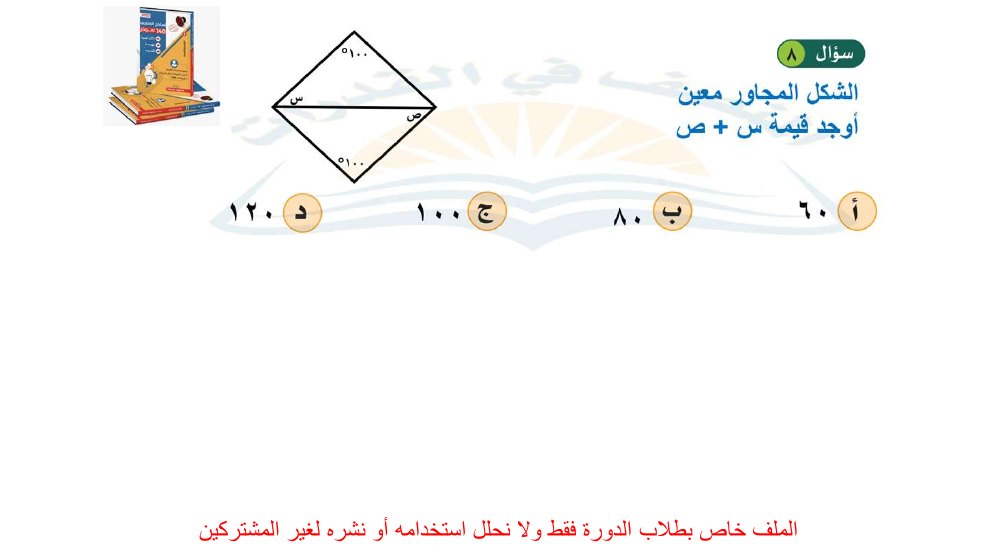 سؤال ٨
الشكل المجاور معين
أوجد قيمة س + ص
١٠٠°
س
ص
١٠٠°
أ ٦٠
ب ٨٠
ج ١٠٠
د ١٢٠
الملف خاص بطلاب الدورة فقط ولا نحلل استخدامه أو نشره لغير المشتركين